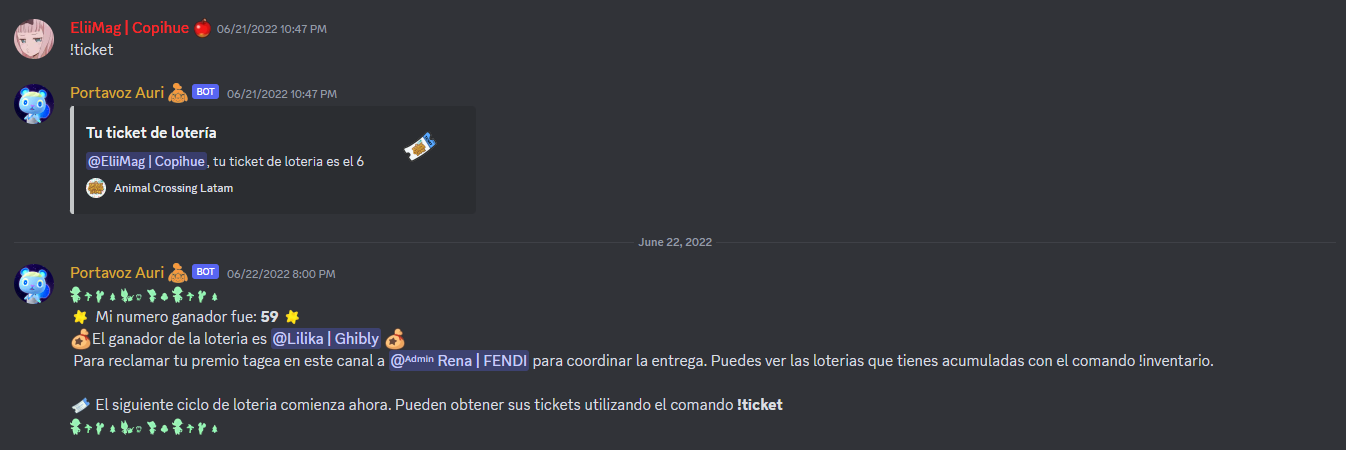 EliiMag | Copihue 06/21/2022 10:47 PM
!ticket
Portavoz Auri BOT 06/21/2022 10:47 PM
Tu ticket de lotería
@EliiMag | Copihue, tu ticket de loteria es el 6
Animal Crossing Latam
June 22, 2022
Portavoz Auri BOT 06/22/2022 8:00 PM
Mi numero ganador fue: 59
El ganador de la loteria es @Lilika | Ghibly
Para reclamar tu premio tagea en este canal a @ᴬᵈᵐⁱⁿ Rena | FENDI para coordinar la entrega. Puedes ver las loterias que tienes acumuladas con el comando !inventario.
El siguiente ciclo de loteria comienza ahora. Pueden obtener sus tickets utilizando el comando !ticket